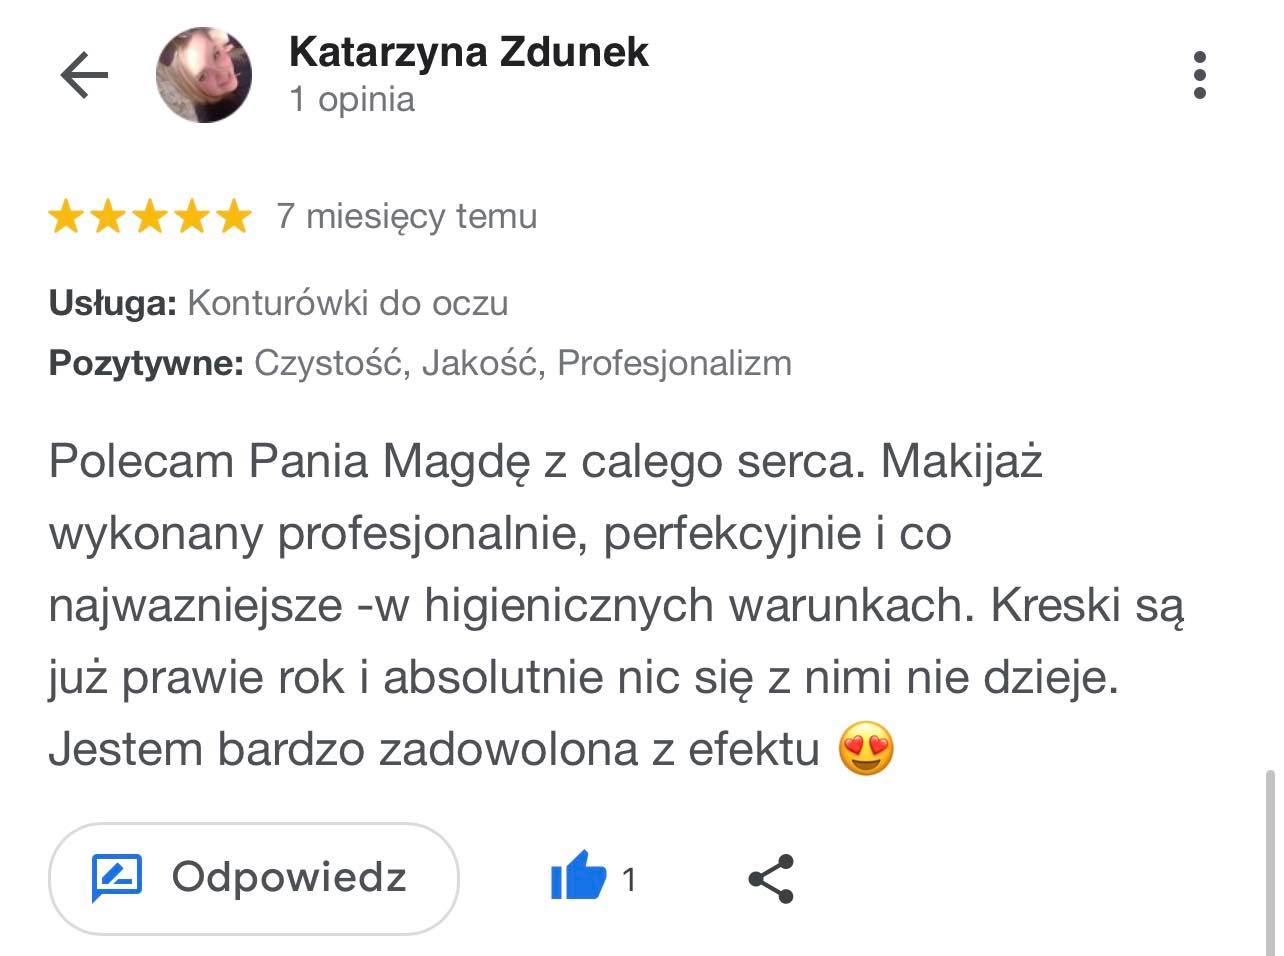 Katarzyna Zdunek
1 opinia
7 miesięcy temu
Usługa: Konturówki do oczu
Pozytywne: Czystość, Jakość, Profesjonalizm
Polecam Pania Magdę z calego serca. Makijaż
wykonany profesjonalnie, perfekcyjnie i co
najwazniejsze -w higienicznych warunkach. Kreski są
już prawie rok i absolutnie nic się z nimi nie dzieje.
Jestem bardzo zadowolona z efektu 😍
Odpowiedz 1